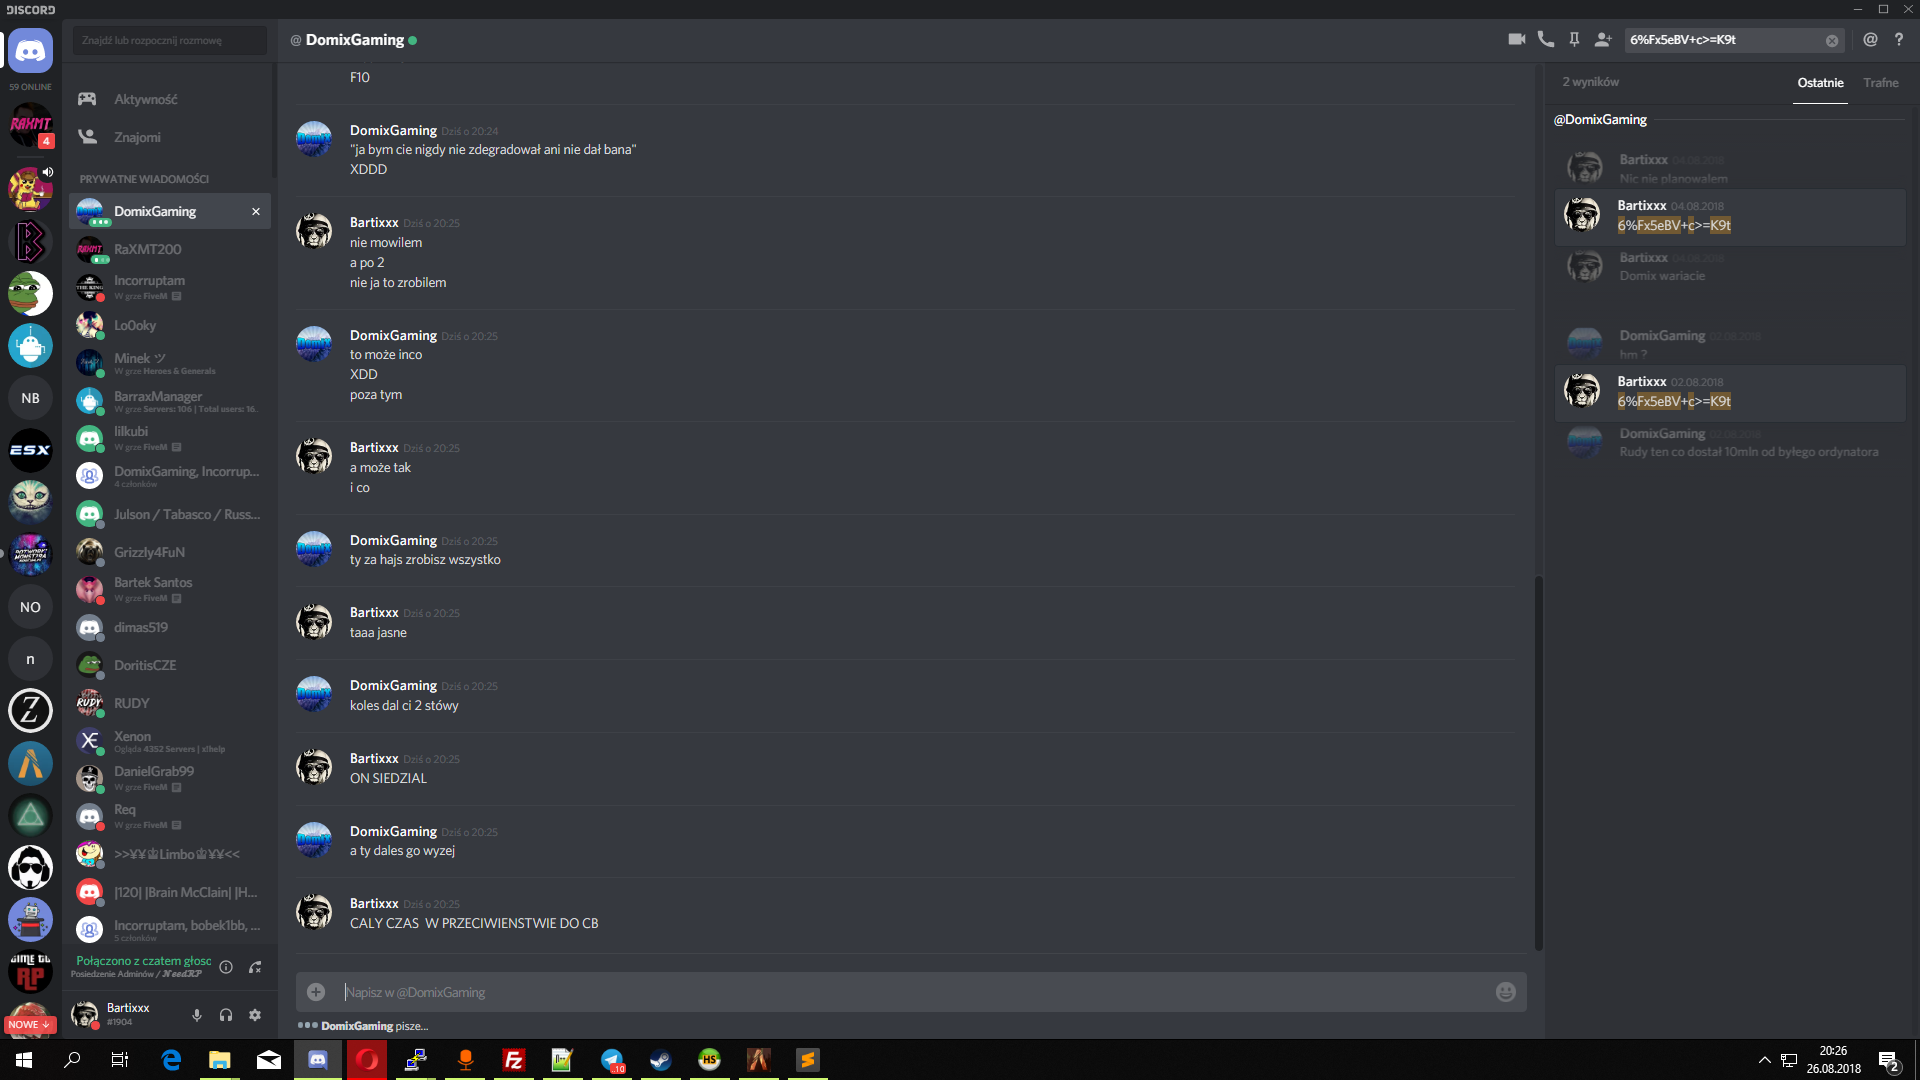 DISCORD
59 ONLINE
RAXMT
4
NB
ESX
NO
n
Z
RP
NOWE ↓
Znajdź lub rozpocznij rozmowę
Aktywność
Znajomi
PRYWATNE WIADOMOŚCI
DomixGaming
RaXMT200
Incorruptam
W grze FiveM
Lo0oky
Minek ツ
W grze Heroes & Generals
BarraxManager
W grze Servers: 106 | Total users: 16..
lilkubi
W grze FiveM
DomixGaming, Incorrup...
4 członków
Julson / Tabasco / Russ...
Grizzly4FuN
Bartek Santos
W grze FiveM
dimas519
DoritisCZE
RUDY
Xenon
Ogląda 4352 Servers | x!help
DanielGrab99
W grze FiveM
Req
W grze FiveM
>>¥¥♔Limbo♔¥¥<<
|120| |Brain McClain| |H...
Incorruptam, bobek1bb, ...
5 członków
Połączono z czatem głosc
Posiedzenie Adminów / NeedRP
Bartixxx
#1904
@ DomixGaming
F10
DomixGaming Dziś o 20:24
"ja bym cie nigdy nie zdegradował ani nie dał bana"
XDDD
Bartixxx Dziś o 20:25
nie mowilem
a po 2
nie ja to zrobilem
DomixGaming Dziś o 20:25
to może inco
XDD
poza tym
Bartixxx Dziś o 20:25
a może tak
i co
DomixGaming Dziś o 20:25
ty za hajs zrobisz wszystko
Bartixxx Dziś o 20:25
taaa jasne
DomixGaming Dziś o 20:25
koles dal ci 2 stówy
Bartixxx Dziś o 20:25
ON SIEDZIAL
DomixGaming Dziś o 20:25
a ty dales go wyzej
Bartixxx Dziś o 20:25
CALY CZAS W PRZECIWIENSTWIE DO CB
Napisz w @DomixGaming
DomixGaming pisze...
6%Fx5eBV+c>=K9t
2 wyników
Ostatnie
Trafne
@DomixGaming
Bartixxx 04.08.2018
Nic nie planowalem
Bartixxx 04.08.2018
6%Fx5eBV+c>=K9t
Bartixxx 04.08.2018
Domix wariacie
DomixGaming 02.08.2018
hm ?
Bartixxx 02.08.2018
6%Fx5eBV+c>=K9t
DomixGaming 02.08.2018
Rudy ten co dostał 10mln od byłego ordynatora
20:26
26.08.2018
2